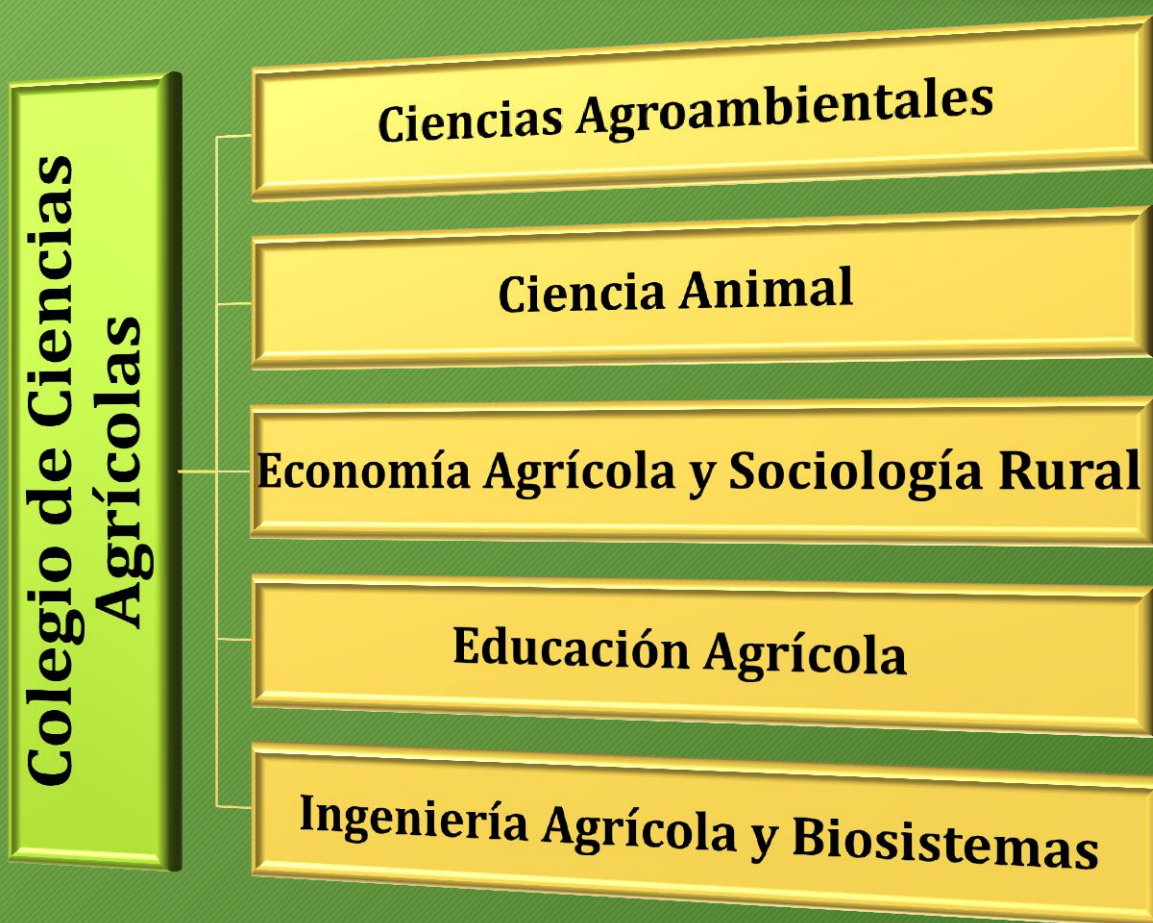 Colegio de Ciencias
Agrícolas
Ciencias Agroambientales
Ciencia Animal
Economía Agrícola y Sociología Rural
Educación Agrícola
Ingeniería Agrícola y Biosistemas